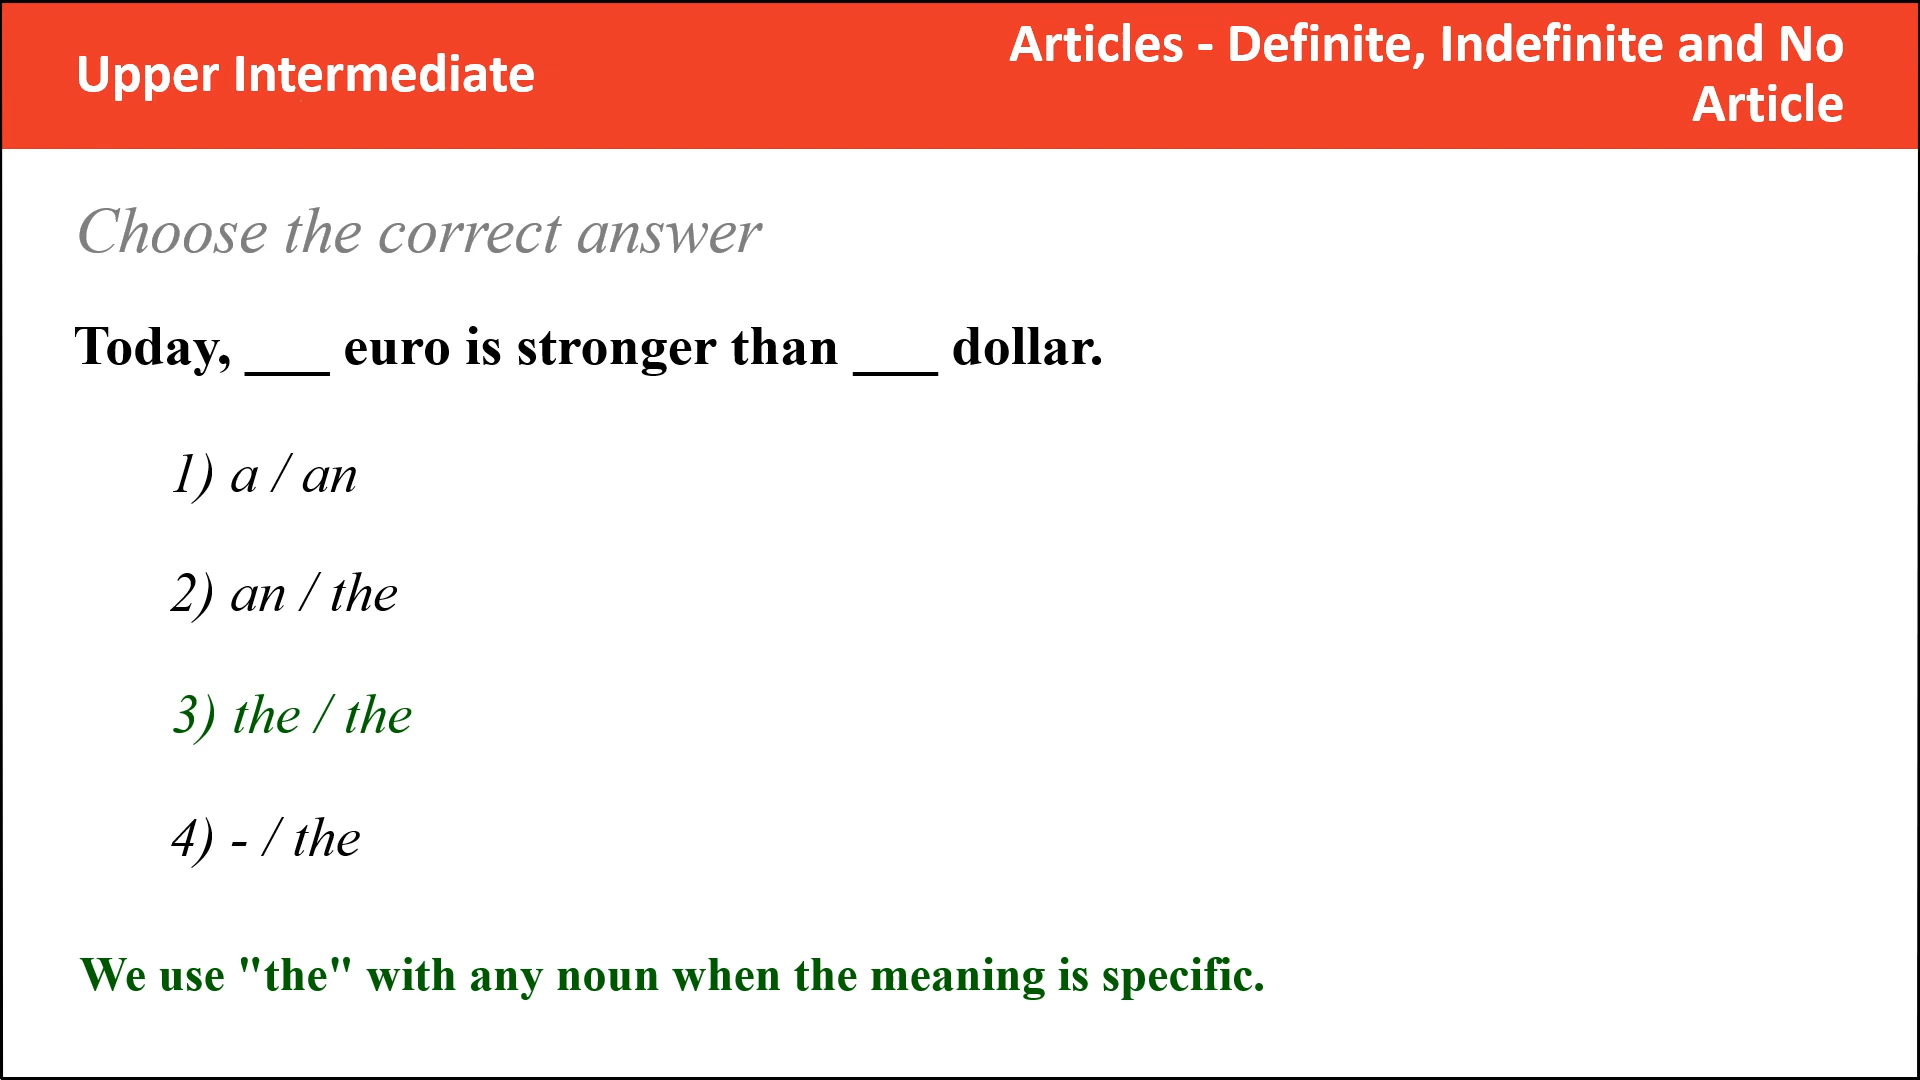 Upper Intermediate
Articles - Definite, Indefinite and No
Article
Choose the correct answer
Today, ___ euro is stronger than ___ dollar.
1) a / an
2) an / the
3) the / the
4) - / the
We use "the" with any noun when the meaning is specific.